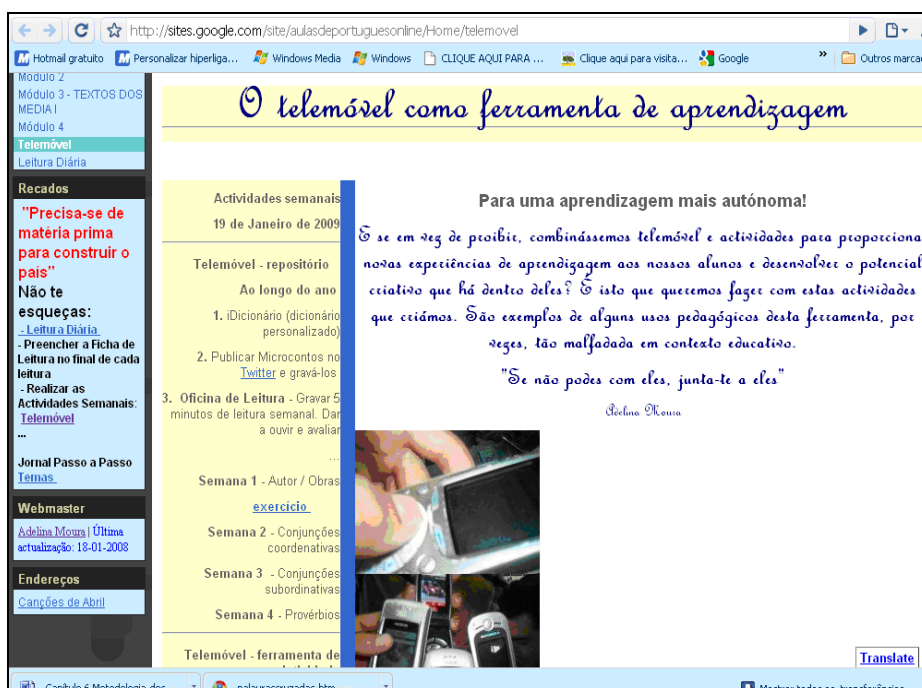 http://sites.google.com/site/aulasdeportuguesonline/Home/telemovel
Hotmail gratuito
Personalizar hiperliga...
Windows Media
Windows
CLIQUE AQUI PARA ...
Clique aqui para visita...
Google
»
Outros marcad
Módulo 2
Módulo 3 - TEXTOS DOS
MEDIA I
Módulo 4
Telemóvel
Leitura Diária
Recados
"Precisa-se de
matéria prima
para construir o
país"
Não te
esqueças:
- Leitura Diária
- Preencher a Ficha de
Leitura no final de cada
leitura
- Realizar as
Actividades Semanais:
Telemóvel
...
Jornal Passo a Passo
Temas
Webmaster
Adelina Moura | Última
actualização: 18-01-2008
Endereços
Canções de Abril
O telemóvel como ferramenta de aprendizagem
Actividades semanais
19 de Janeiro de 2009
Telemóvel - repositório
Ao longo do ano
1. iDicionário (dicionário
personalizado)
2. Publicar Microcontos no
Twitter e gravá-los
3. Oficina de Leitura - Gravar 5
minutos de leitura semanal. Dar
a ouvir e avaliar
...
Semana 1 - Autor / Obras
exercício
Semana 2 - Conjunções
coordenativas
Semana 3 - Conjunções
subordinativas
Semana 4 - Provérbios
Telemóvel - ferramenta de
Para uma aprendizagem mais autónoma!
E se em vez de proibir, combinássemos telemóvel e actividades para proporciona
novas experiências de aprendizagem aos nossos alunos e desenvolver o potencial
criativo que há dentro deles? É isto que queremos fazer com estas actividades
que criámos. São exemplos de alguns usos pedagógicos desta ferramenta, por
vezes, tão malfadada em contexto educativo.
"Se não podes com eles, junta-te a eles"
Adelina Moura
Translate
Capítulo 6 Metodologia dos
palavrascruzadas.htm
Mostrar todas as transferências